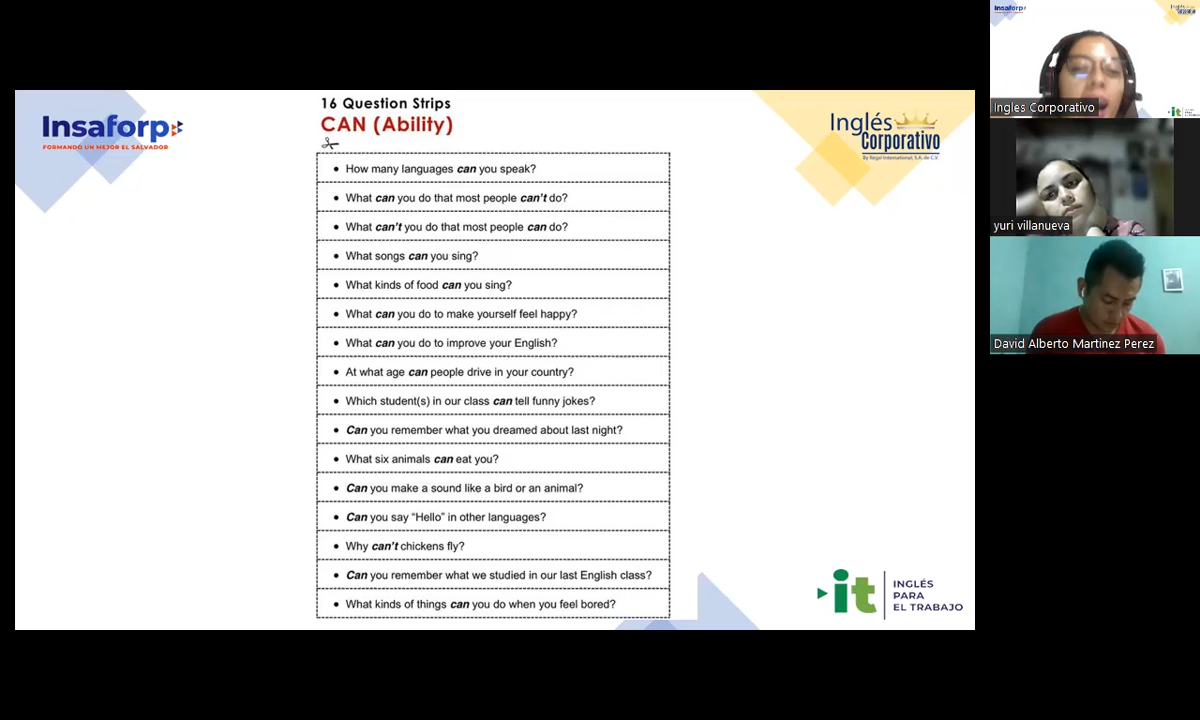 Insaforp
FORMANDO UN MEJOR EL SALVADOR
16 Question Strips
CAN (Ability)
Inglés
Corporativo
By Regal International, S.A. de C.V.
• How many languages can you speak?
• What can you do that most people can't do?
• What can't you do that most people can do?
• What songs can you sing?
• What kinds of food can you sing?
• What can you do to make yourself feel happy?
• What can you do to improve your English?
• At what age can people drive in your country?
• Which student(s) in our class can tell funny jokes?
• Can you remember what you dreamed about last night?
• What six animals can eat you?
• Can you make a sound like a bird or an animal?
• Can you say “Hello” in other languages?
• Why can't chickens fly?
• Can you remember what we studied in our last English class?
• What kinds of things can you do when you feel bored?
it
INGLÉS
PARA
EL TRABAJO
Insaforp
Ingles Corporativo
it
yuri villanueva
David Alberto Martinez Perez